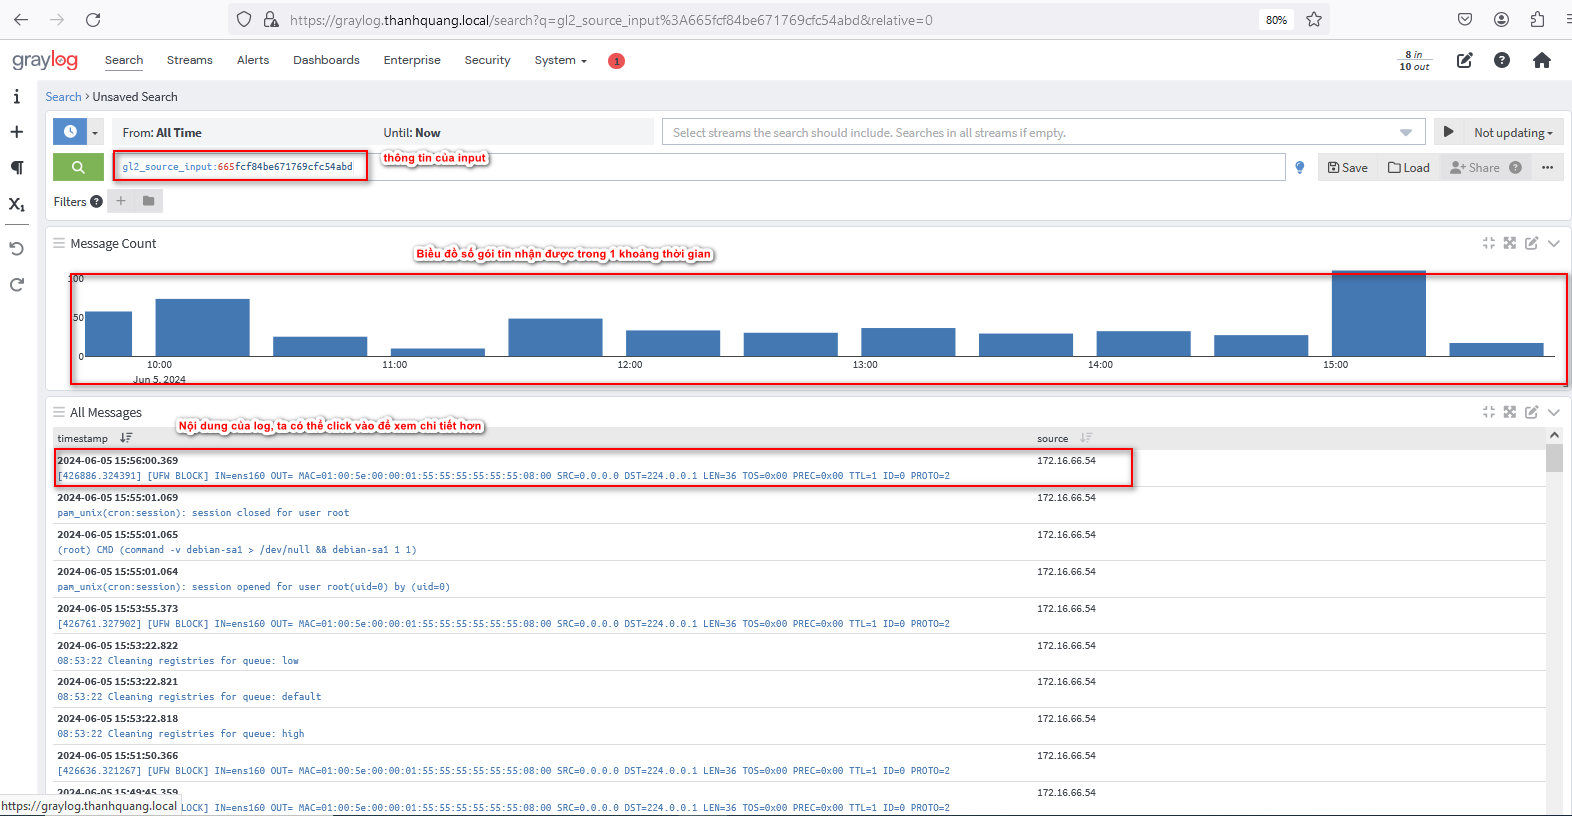 https://graylog.thanhquang.local/search?q=gl2_source_input%3A665fcf84be671769cfc54abd&relative=0
80%
graylog Search Streams Alerts Dashboards Enterprise Security System 1
8 in
10 out
Search > Unsaved Search
From: All Time Until: Now Select streams the search should include. Searches in all streams if empty. Not updating
gl2_source_input:665fcf84be671769cfc54abd thông tin của input Save Load Share
Filters
Message Count
Biểu đồ số gói tin nhận được trong 1 khoảng thời gian
100
50
0
10:00 11:00 12:00 13:00 14:00 15:00
Jun 5, 2024
All Messages
Nội dung của log, ta có thể click vào để xem chi tiết hơn
timestamp source
2024-06-05 15:56:00.369 172.16.66.54
[426886.324391] [UFW BLOCK] IN=ens160 OUT= MAC=01:00:5e:00:00:01:55:55:55:55:55:55:08:00 SRC=0.0.0.0 DST=224.0.0.1 LEN=36 TOS=0x00 PREC=0x00 TTL=1 ID=0 PROTO=2
2024-06-05 15:55:01.069 172.16.66.54
pam_unix(cron:session): session closed for user root
2024-06-05 15:55:01.065 172.16.66.54
(root) CMD (command -v debian-sa1 > /dev/null && debian-sa1 1 1)
2024-06-05 15:55:01.064 172.16.66.54
pam_unix(cron:session): session opened for user root(uid=0) by (uid=0)
2024-06-05 15:53:55.373 172.16.66.54
[426761.327902] [UFW BLOCK] IN=ens160 OUT= MAC=01:00:5e:00:00:01:55:55:55:55:55:55:08:00 SRC=0.0.0.0 DST=224.0.0.1 LEN=36 TOS=0x00 PREC=0x00 TTL=1 ID=0 PROTO=2
2024-06-05 15:53:22.822 172.16.66.54
08:53:22 Cleaning registries for queue: low
2024-06-05 15:53:22.821 172.16.66.54
08:53:22 Cleaning registries for queue: default
2024-06-05 15:53:22.818 172.16.66.54
08:53:22 Cleaning registries for queue: high
2024-06-05 15:51:50.366 172.16.66.54
[426636.321267] [UFW BLOCK] IN=ens160 OUT= MAC=01:00:5e:00:00:01:55:55:55:55:55:55:08:00 SRC=0.0.0.0 DST=224.0.0.1 LEN=36 TOS=0x00 PREC=0x00 TTL=1 ID=0 PROTO=2
2024-06-05 15:49:45.359 172.16.66.54
https://graylog.thanhquang.local LOCK] IN=ens160 OUT= MAC=01:00:5e:00:00:01:55:55:55:55:55:55:08:00 SRC=0.0.0.0 DST=224.0.0.1 LEN=36 TOS=0x00 PREC=0x00 TTL=1 ID=0 PROTO=2